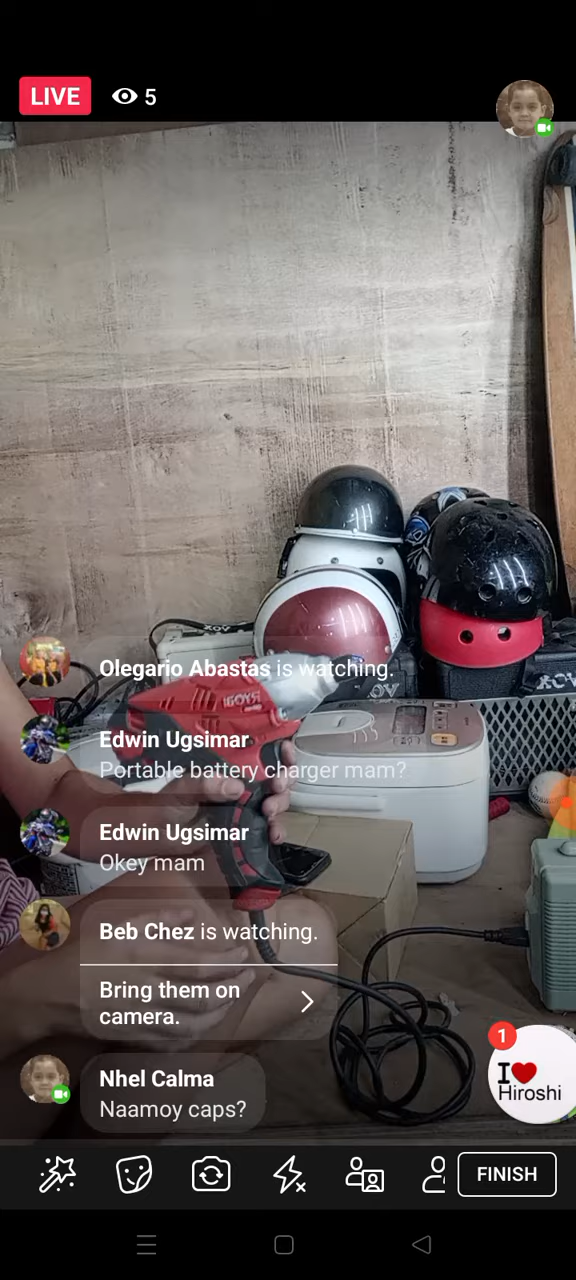 LIVE
5
Olegario Abastas is watching.
Edwin Ugsimar
Portable battery charger mam?
Edwin Ugsimar
Okey mam
Beb Chez is watching.
Bring them on
camera.
Nhel Calma
Naamoy caps?
RYOBI
1
I
Hiroshi
FINISH